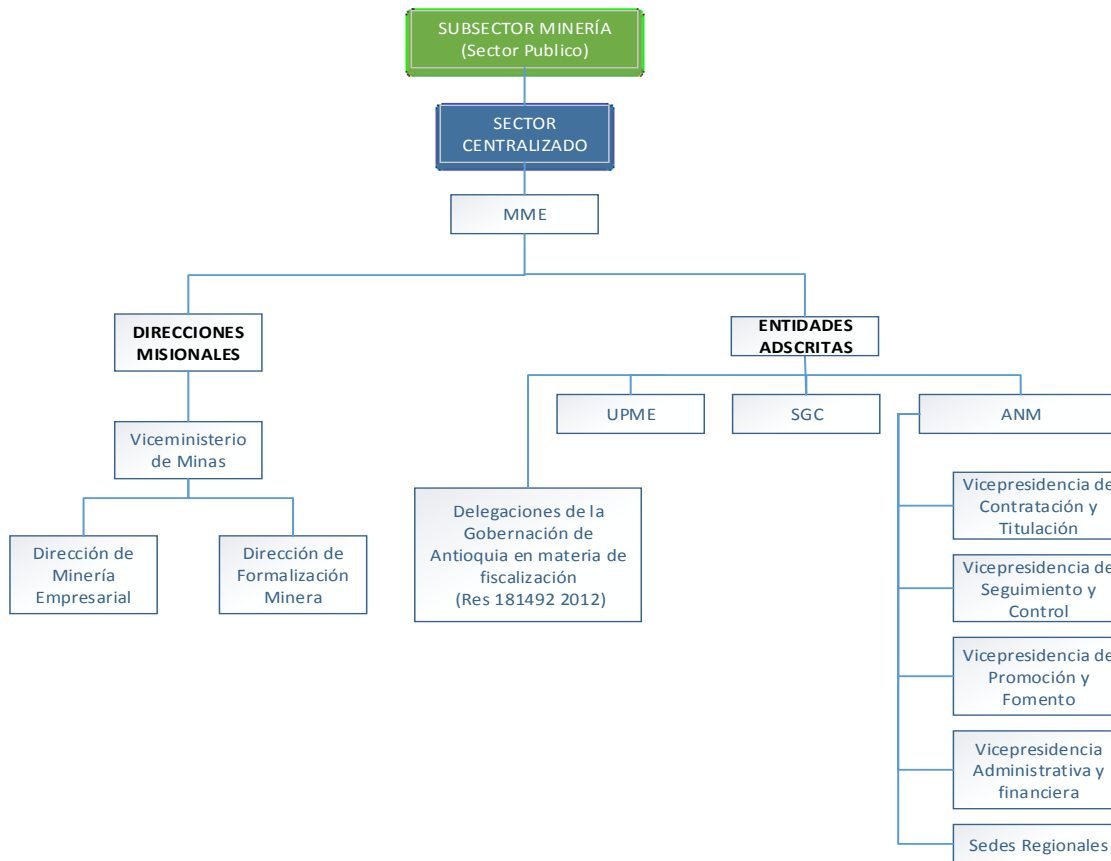 SUBSECTOR MINERÍA
(Sector Publico)
SECTOR
CENTRALIZADO
MME
DIRECCIONES
MISIONALES
ENTIDADES
ADSCRITAS
Viceministerio
de Minas
Dirección de
Minería
Empresarial
Dirección de
Formalización
Minera
UPME
SGC
ANM
Delegaciones de la
Gobernación de
Antioquia en materia de
fiscalización
(Res 181492 2012)
Vicepresidencia de
Contratación y
Titulación
Vicepresidencia de
Seguimiento y
Control
Vicepresidencia de
Promoción y
Fomento
Vicepresidencia
Administrativa y
financiera
Sedes Regionales